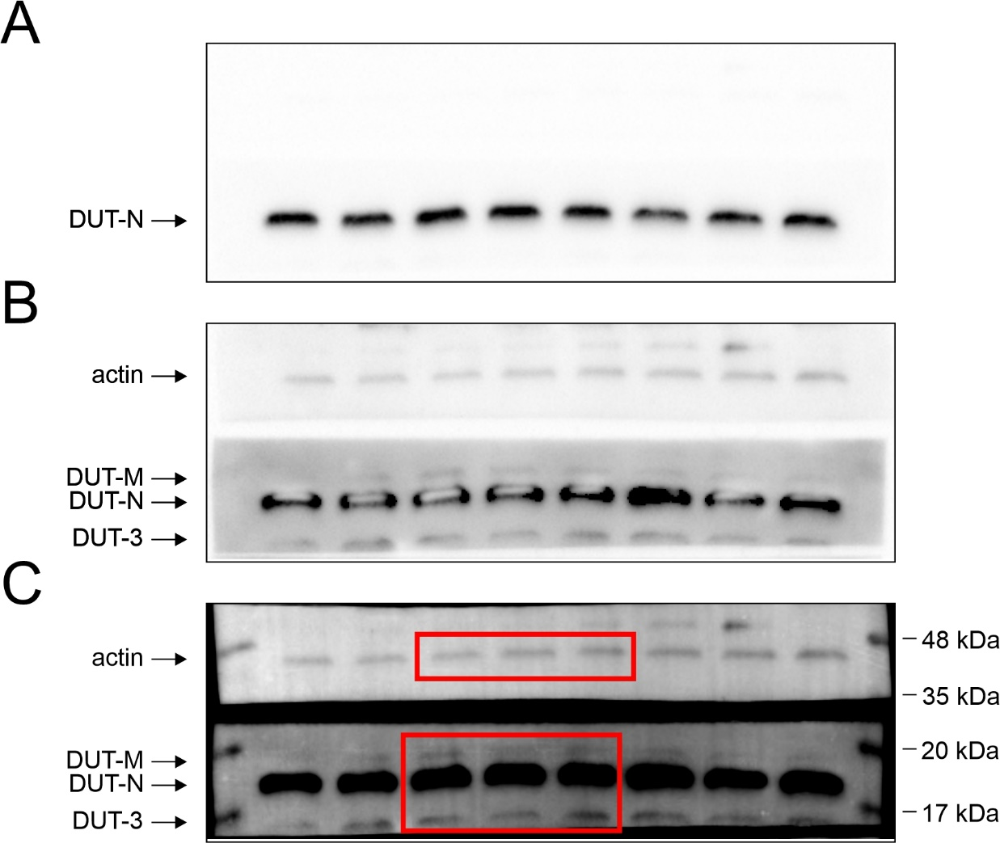 A
DUT-N
B
actin
DUT-M
DUT-N
DUT-3
C
48 kDa
actin
35 kDa
20 kDa
DUT-M
DUT-N
17 kDa
DUT-3